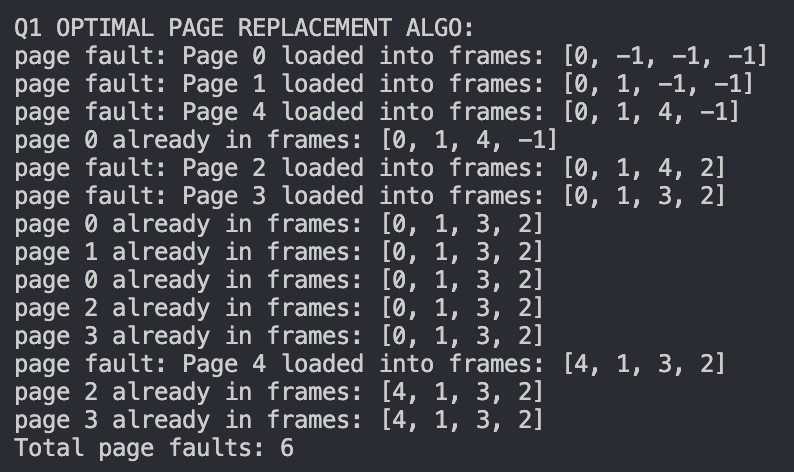 Q1 OPTIMAL PAGE REPLACEMENT ALGO:
page fault: Page 0 loaded into frames: [0, -1, -1, -1]
page fault: Page 1 loaded into frames: [0, 1, -1, -1]
page fault: Page 4 loaded into frames: [0, 1, 4, -1]
page 0 already in frames: [0, 1, 4, -1]
page fault: Page 2 loaded into frames: [0, 1, 4, 2]
page fault: Page 3 loaded into frames: [0, 1, 3, 2]
page 0 already in frames: [0, 1, 3, 2]
page 1 already in frames: [0, 1, 3, 2]
page 0 already in frames: [0, 1, 3, 2]
page 2 already in frames: [0, 1, 3, 2]
page 3 already in frames: [0, 1, 3, 2]
page fault: Page 4 loaded into frames: [4, 1, 3, 2]
page 2 already in frames: [4, 1, 3, 2]
page 3 already in frames: [4, 1, 3, 2]
Total page faults: 6